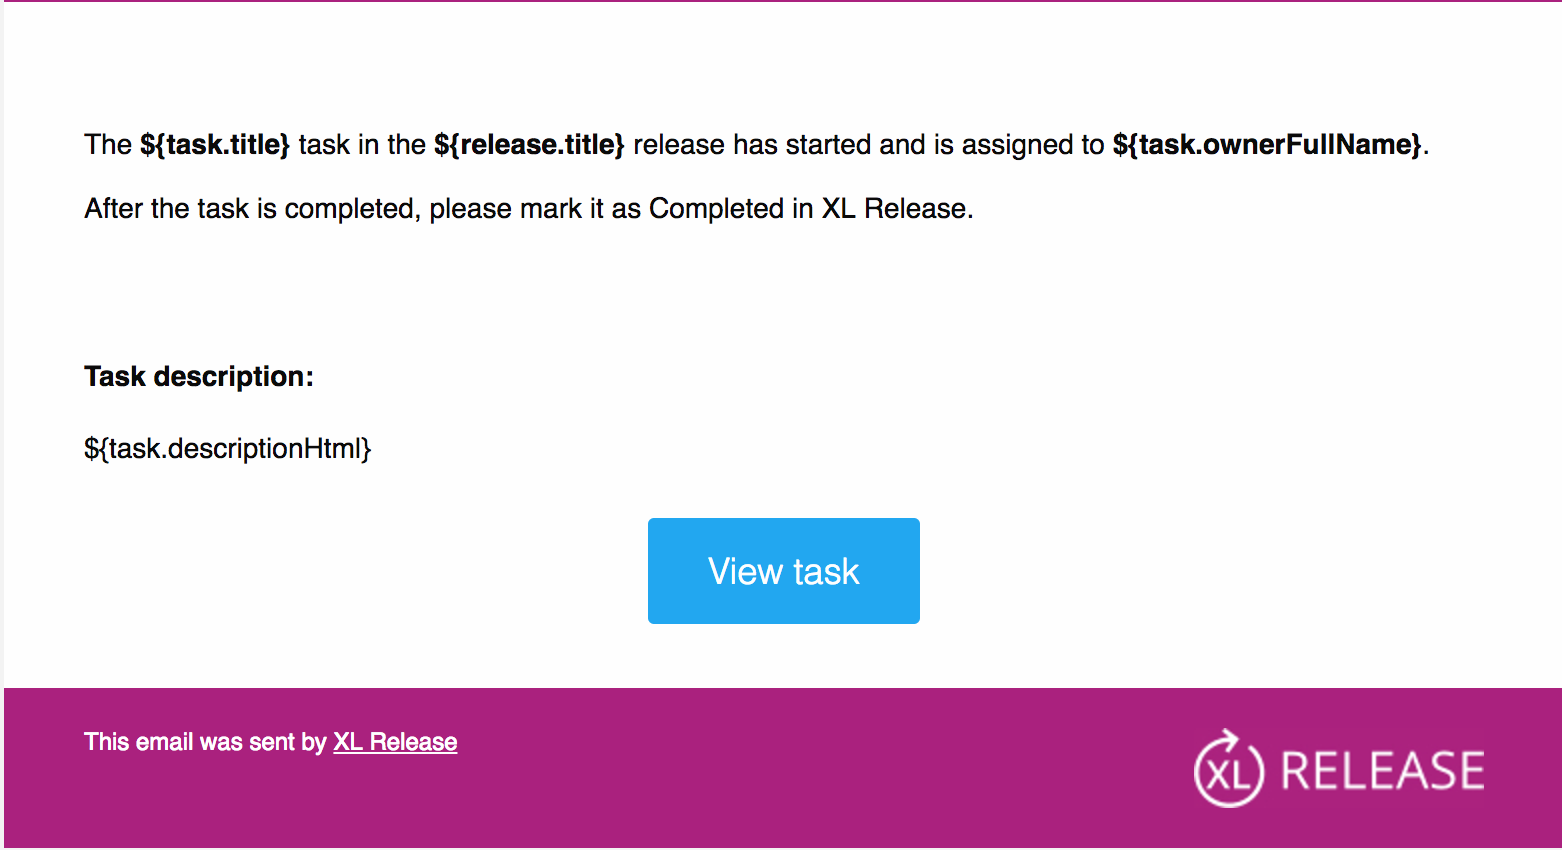 The ${task.title} task in the ${release.title} release has started and is assigned to ${task.ownerFullName}.
After the task is completed, please mark it as Completed in XL Release.
Task description:
${task.descriptionHtml}
View task
This email was sent by XL Release
XL RELEASE